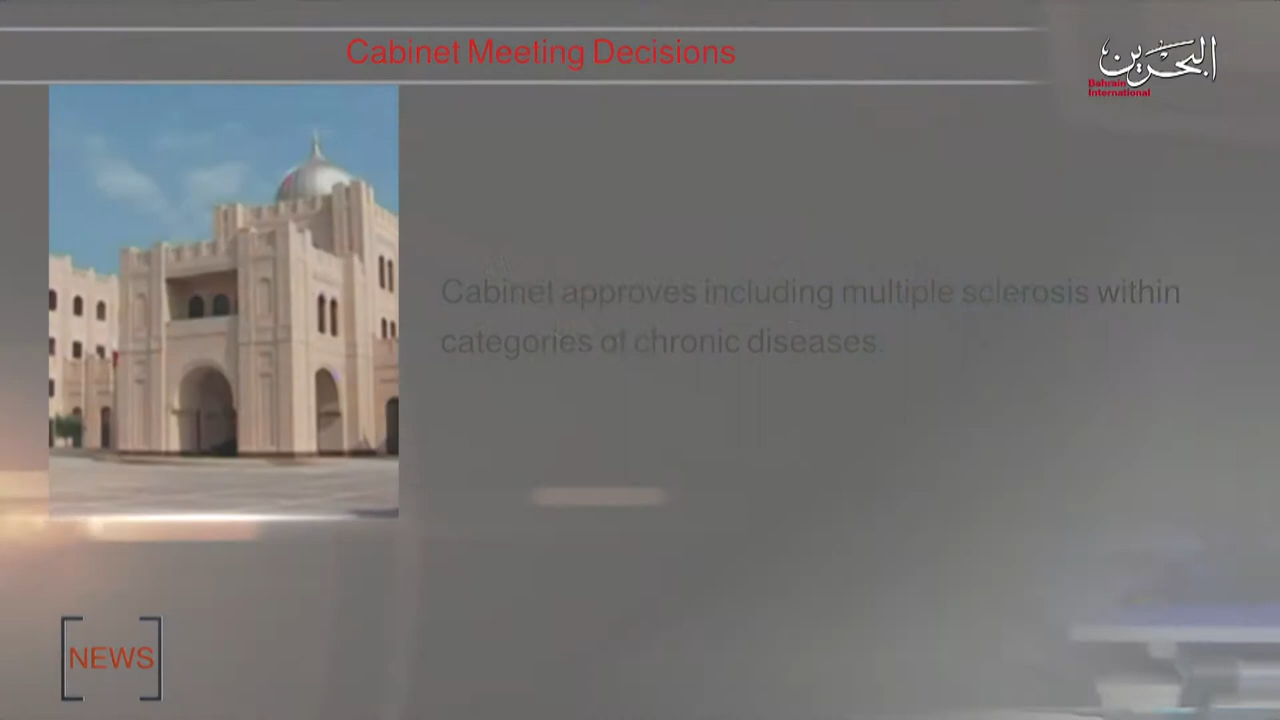 Cabinet Meeting Decisions
البحرين
Bahrain
International
Cabinet approves including multiple sclerosis within
categories of chronic diseases.
NEWS